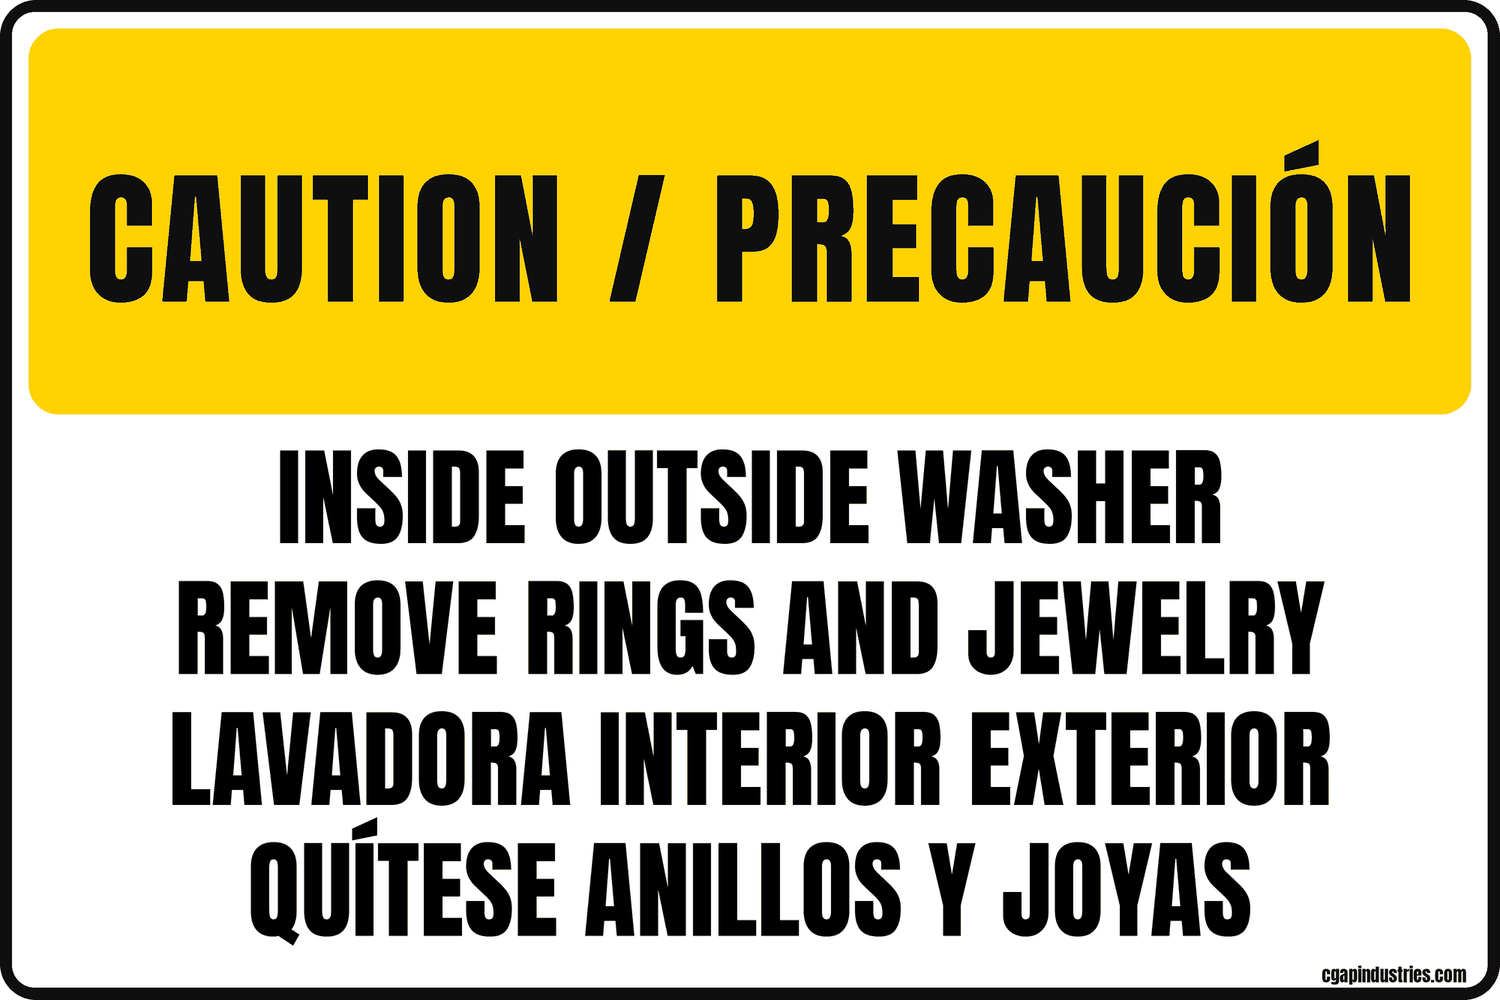 CAUTION / PRECAUCIÓN
INSIDE OUTSIDE WASHER
REMOVE RINGS AND JEWELRY
LAVADORA INTERIOR EXTERIOR
QUÍTESE ANILLOS Y JOYAS
cgapindustries.com